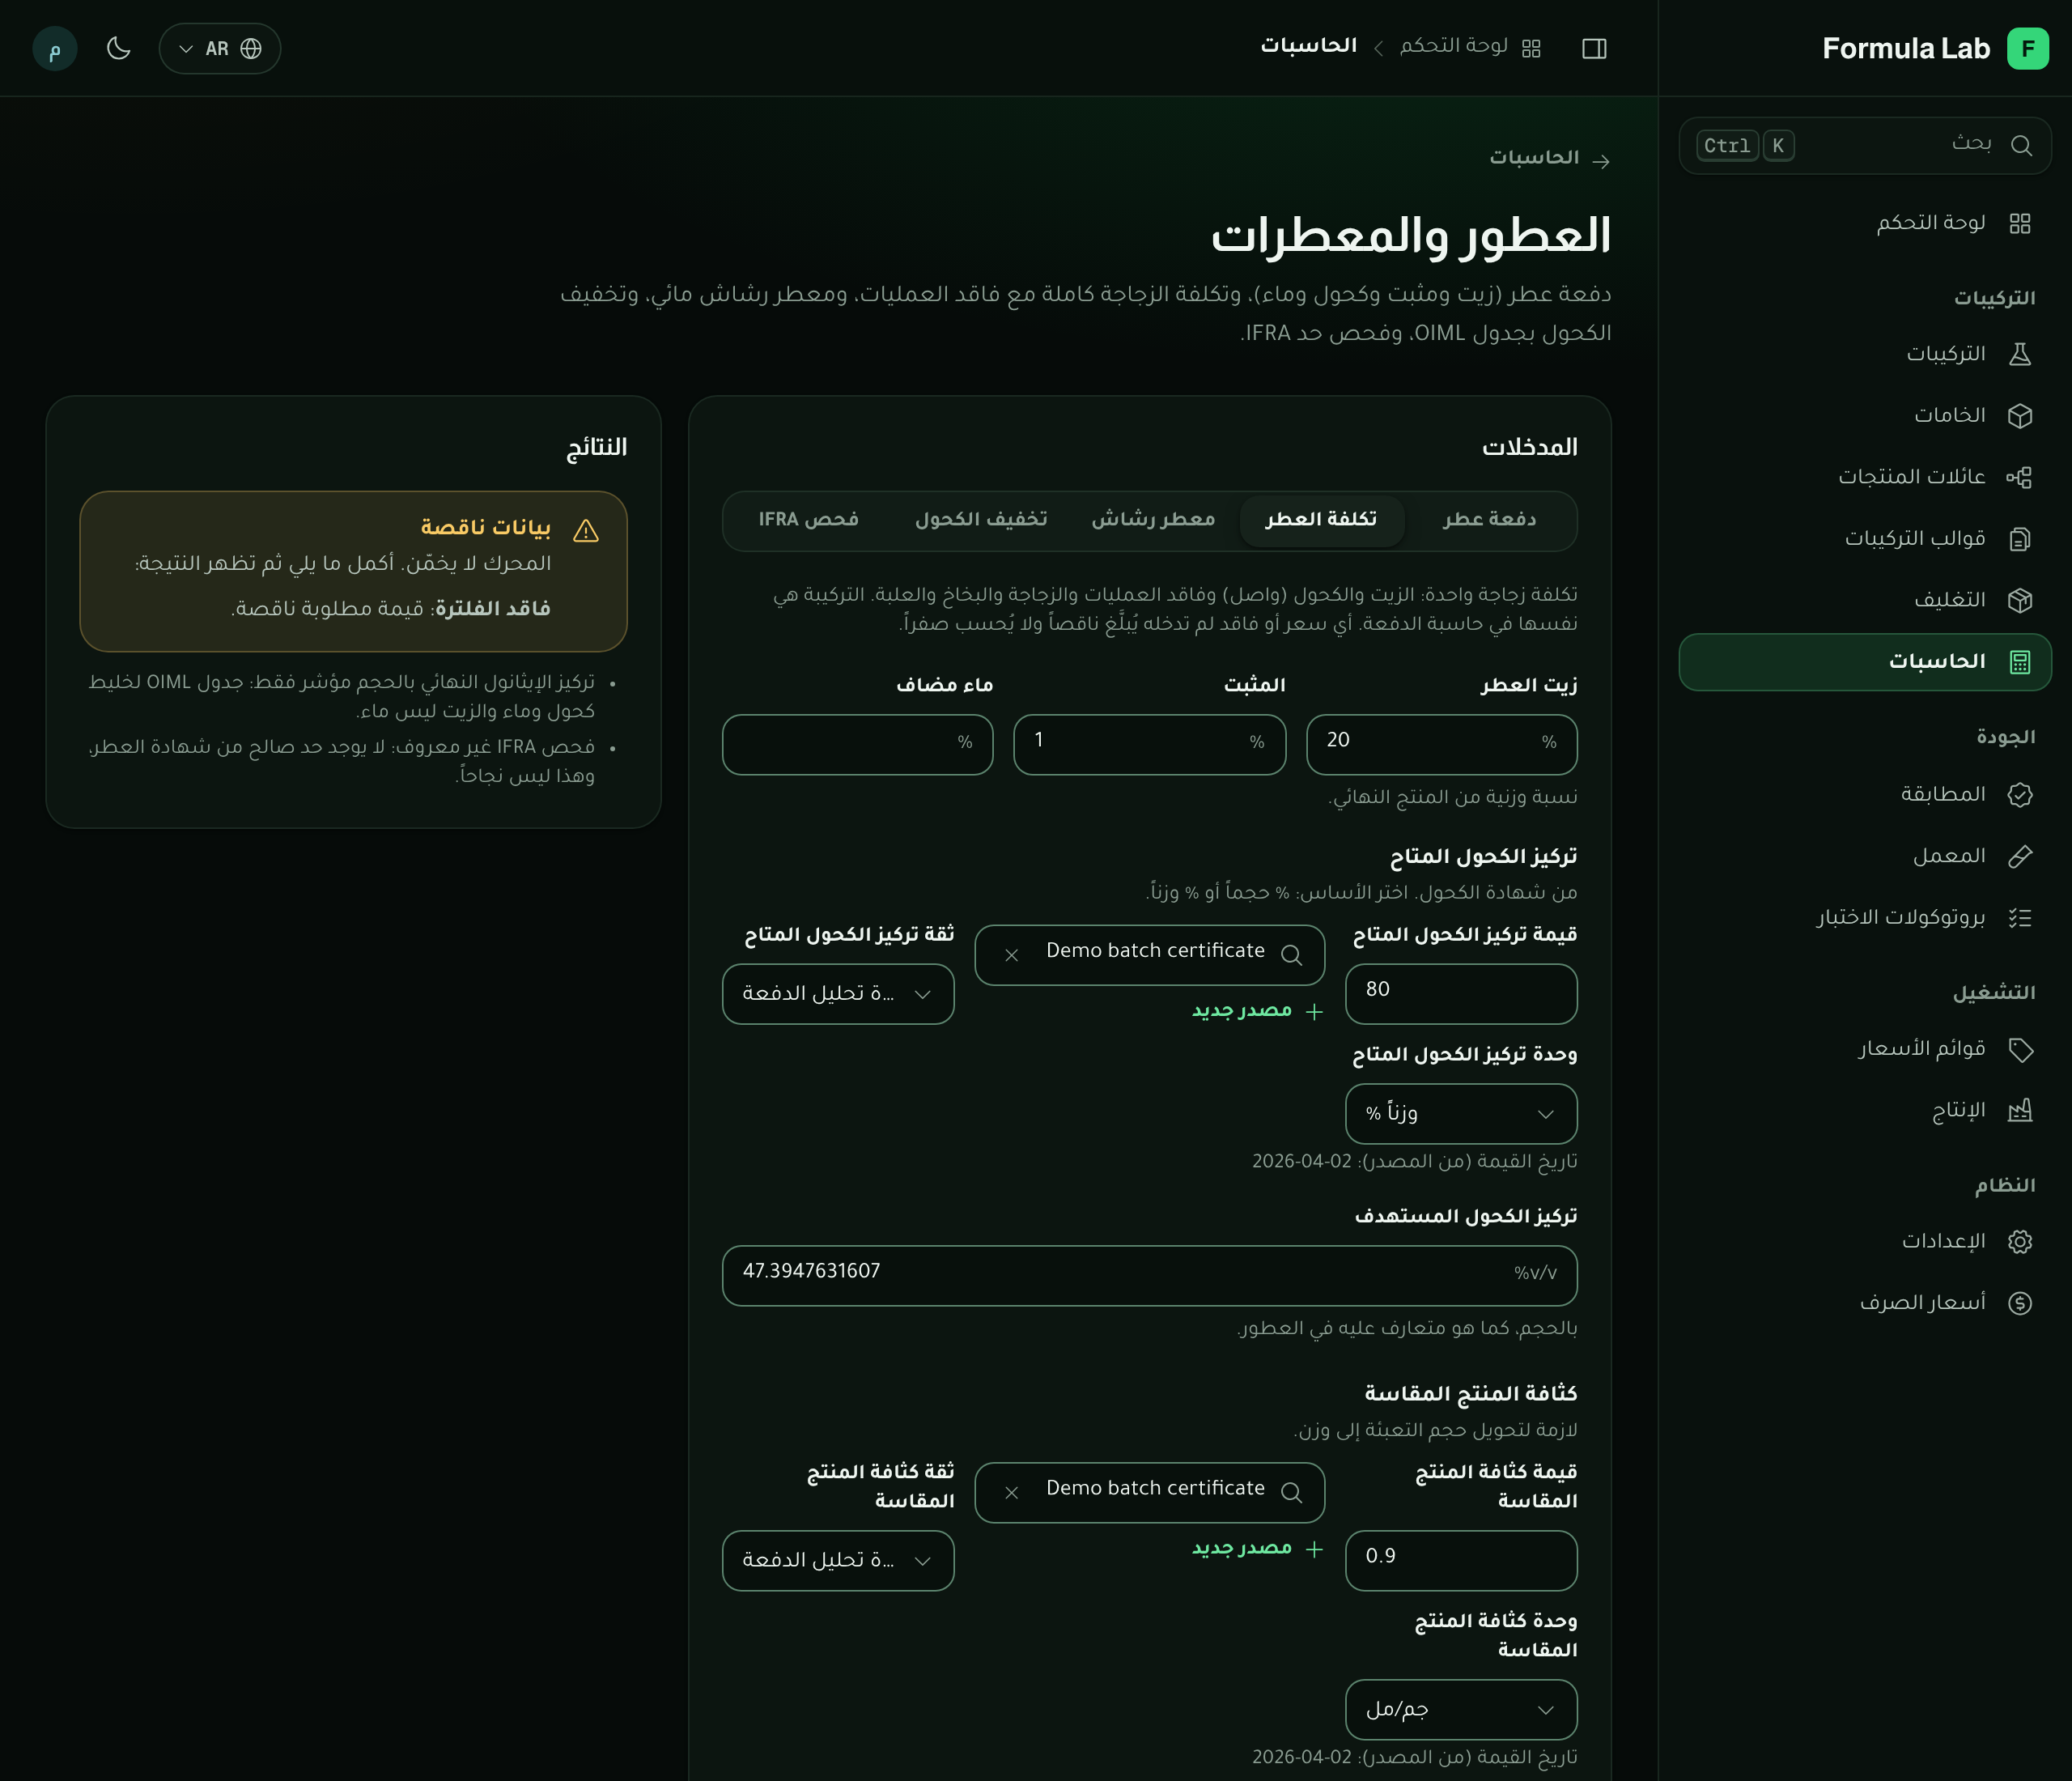 Formula Lab
F
بحث
Ctrl K
لوحة التحكم
التركيبات
التركيبات
الخامات
عائلات المنتجات
قوالب التركيبات
التغليف
الحاسبات
الجودة
المطابقة
المعمل
بروتوكولات الاختبار
التشغيل
قوائم الأسعار
الإنتاج
النظام
الإعدادات
أسعار الصرف
لوحة التحكم
الحاسبات
AR
م
الحاسبات
العطور والمعطرات
دفعة عطر (زيت ومثبت وكحول وماء)، وتكلفة الزجاجة كاملة مع فاقد العمليات، ومعطر رشاش مائي، وتخفيف
الكحول بجدول OIML، وفحص حد IFRA.
المدخلات
دفعة عطر
تكلفة العطر
معطر رشاش
تخفيف الكحول
فحص IFRA
تكلفة زجاجة واحدة: الزيت والكحول (واصل) وفاقد العمليات والزجاجة والبخاخ والعلبة. التركيبة هي
نفسها في حاسبة الدفعة. أي سعر أو فاقد لم تدخله يُبلَّغ ناقصاً ولا يُحسب صفراً.
زيت العطر
المثبت
ماء مضاف
20 %
1 %
%
نسبة وزنية من المنتج النهائي.
تركيز الكحول المتاح
من شهادة الكحول. اختر الأساس: % حجماً أو % وزناً.
قيمة تركيز الكحول المتاح
80
Demo batch certificate
مصدر جديد
ثقة تركيز الكحول المتاح
...ة تحليل الدفعة
وحدة تركيز الكحول المتاح
% وزناً
تاريخ القيمة (من المصدر): 2026-04-02
تركيز الكحول المستهدف
47.3947631607 %v/v
بالحجم، كما هو متعارف عليه في العطور.
كثافة المنتج المقاسة
لازمة لتحويل حجم التعبئة إلى وزن.
قيمة كثافة المنتج
المقاسة
0.9
Demo batch certificate
مصدر جديد
ثقة كثافة المنتج
المقاسة
...ة تحليل الدفعة
وحدة كثافة المنتج
المقاسة
جم/مل
تاريخ القيمة (من المصدر): 2026-04-02
النتائج
بيانات ناقصة
المحرك لا يخمّن. أكمل ما يلي ثم تظهر النتيجة:
فاقد الفلترة: قيمة مطلوبة ناقصة.
• تركيز الإيثانول النهائي بالحجم مؤشر فقط: جدول OIML لخليط
كحول وماء والزيت ليس ماء.
• فحص IFRA غير معروف: لا يوجد حد صالح من شهادة العطر،
وهذا ليس نجاحاً.